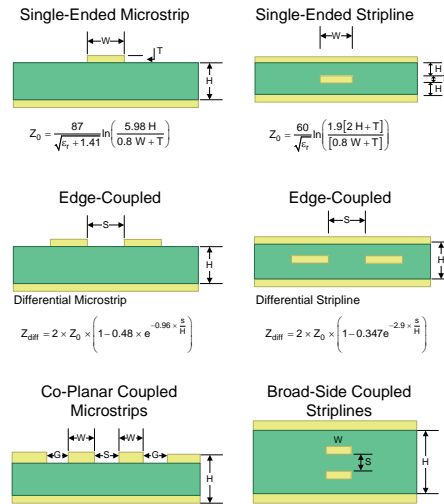 Single-Ended Microstrip
W
T
H
Z0 = 87 / √(εr + 1.41) ln(5.98 H / (0.8 W + T))
Single-Ended Stripline
W
H
H
Z0 = 60 / √εr ln(1.9[2 H+T] / [0.8 W+T])
Edge-Coupled
S
H
Differential Microstrip
Zdiff = 2 × Z0 × (1−0.48 × e^(−0.96 × s/H))
Edge-Coupled
S
H
Differential Stripline
Zdiff = 2 × Z0 × (1−0.347e^(−2.9 × s/H))
Co-Planar Coupled
Microstrips
W W
G S G
H
Broad-Side Coupled
Striplines
W
S
H